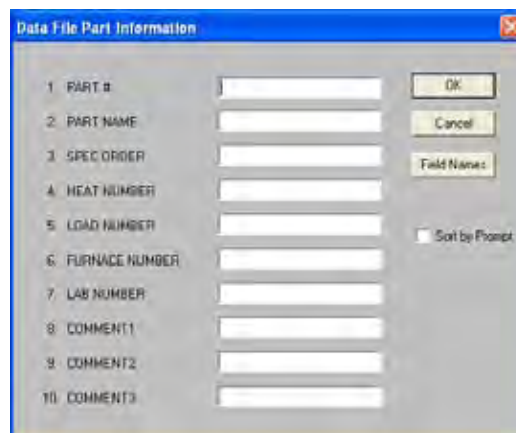 Data File Part Information
1 PART #
2 PART NAME
3 SPEC ORDER
4 HEAT NUMBER
5 LOAD NUMBER
6 FURNACE NUMBER
7 LAB NUMBER
8 COMMENT1
9 COMMENT2
10 COMMENT3
OK
Cancel
Field Names
Sort by Prompt